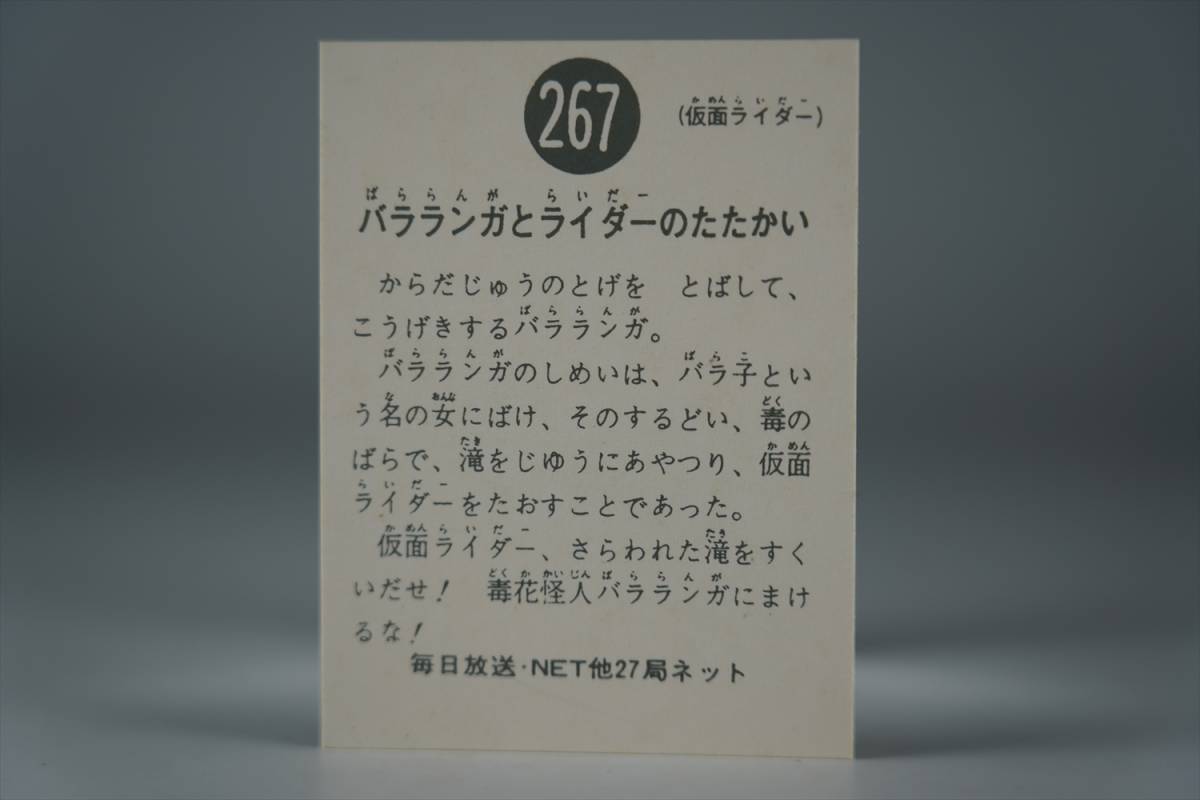 267
(仮面ライダー)
かめんらいだー
ばららんが らいだー
バラランガとライダーのたたかい
からだじゅうのとげを とばして、
ばららんが
こうげきするバラランガ。
ばららんが ばらこ
バラランガのしめいは、バラ子とい
な おんな どく
う名の女にばけ、そのするどい、毒の
たき かめん
ばらで、滝をじゆうにあやつり、仮面
らいだー
ライダーをたおすことであった。
かめんらいだー たき
仮面ライダー、さらわれた滝をすく
どくかかいじんばららんが
いだせ! 毒花怪人バラランガにまけ
るな!
毎日放送·NET他27局ネット